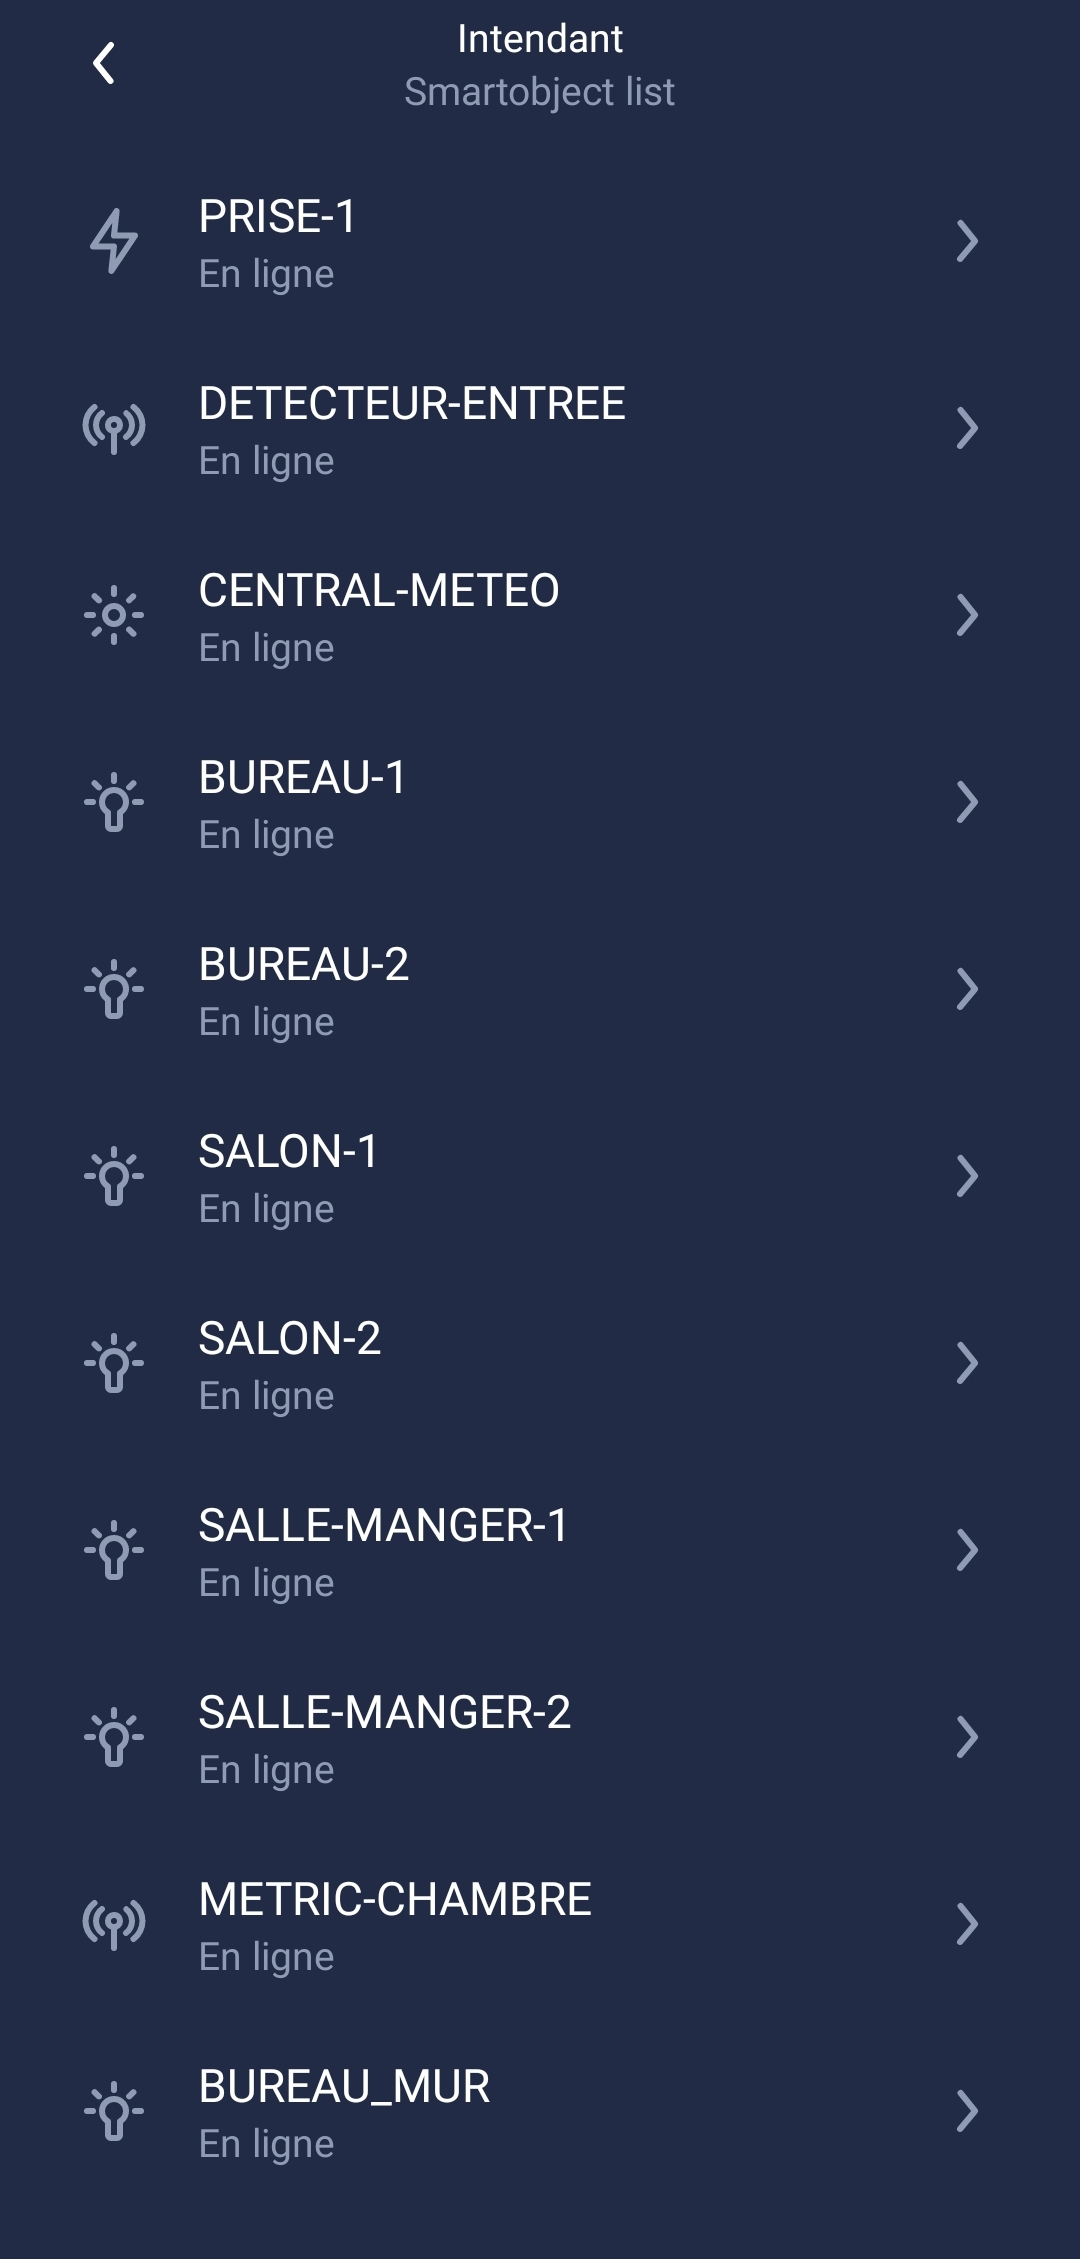 Intendant
Smartobject list
PRISE-1
En ligne
DETECTEUR-ENTREE
En ligne
CENTRAL-METEO
En ligne
BUREAU-1
En ligne
BUREAU-2
En ligne
SALON-1
En ligne
SALON-2
En ligne
SALLE-MANGER-1
En ligne
SALLE-MANGER-2
En ligne
METRIC-CHAMBRE
En ligne
BUREAU_MUR
En ligne